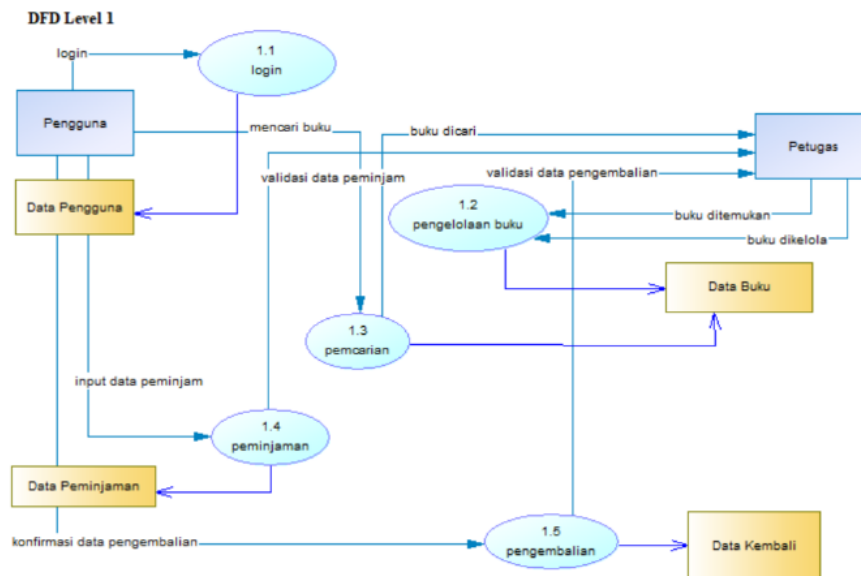 DFD Level 1
login
1.1
login
Pengguna
mencari buku
buku dicari
Petugas
validasi data peminjam
validasi data pengembalian
Data Pengguna
1.2
pengelolaan buku
buku ditemukan
buku dikelola
Data Buku
1.3
pemcarian
input data peminjam
1.4
peminjaman
Data Peminjaman
konfirmasi data pengembalian
1.5
pengembalian
Data Kembali